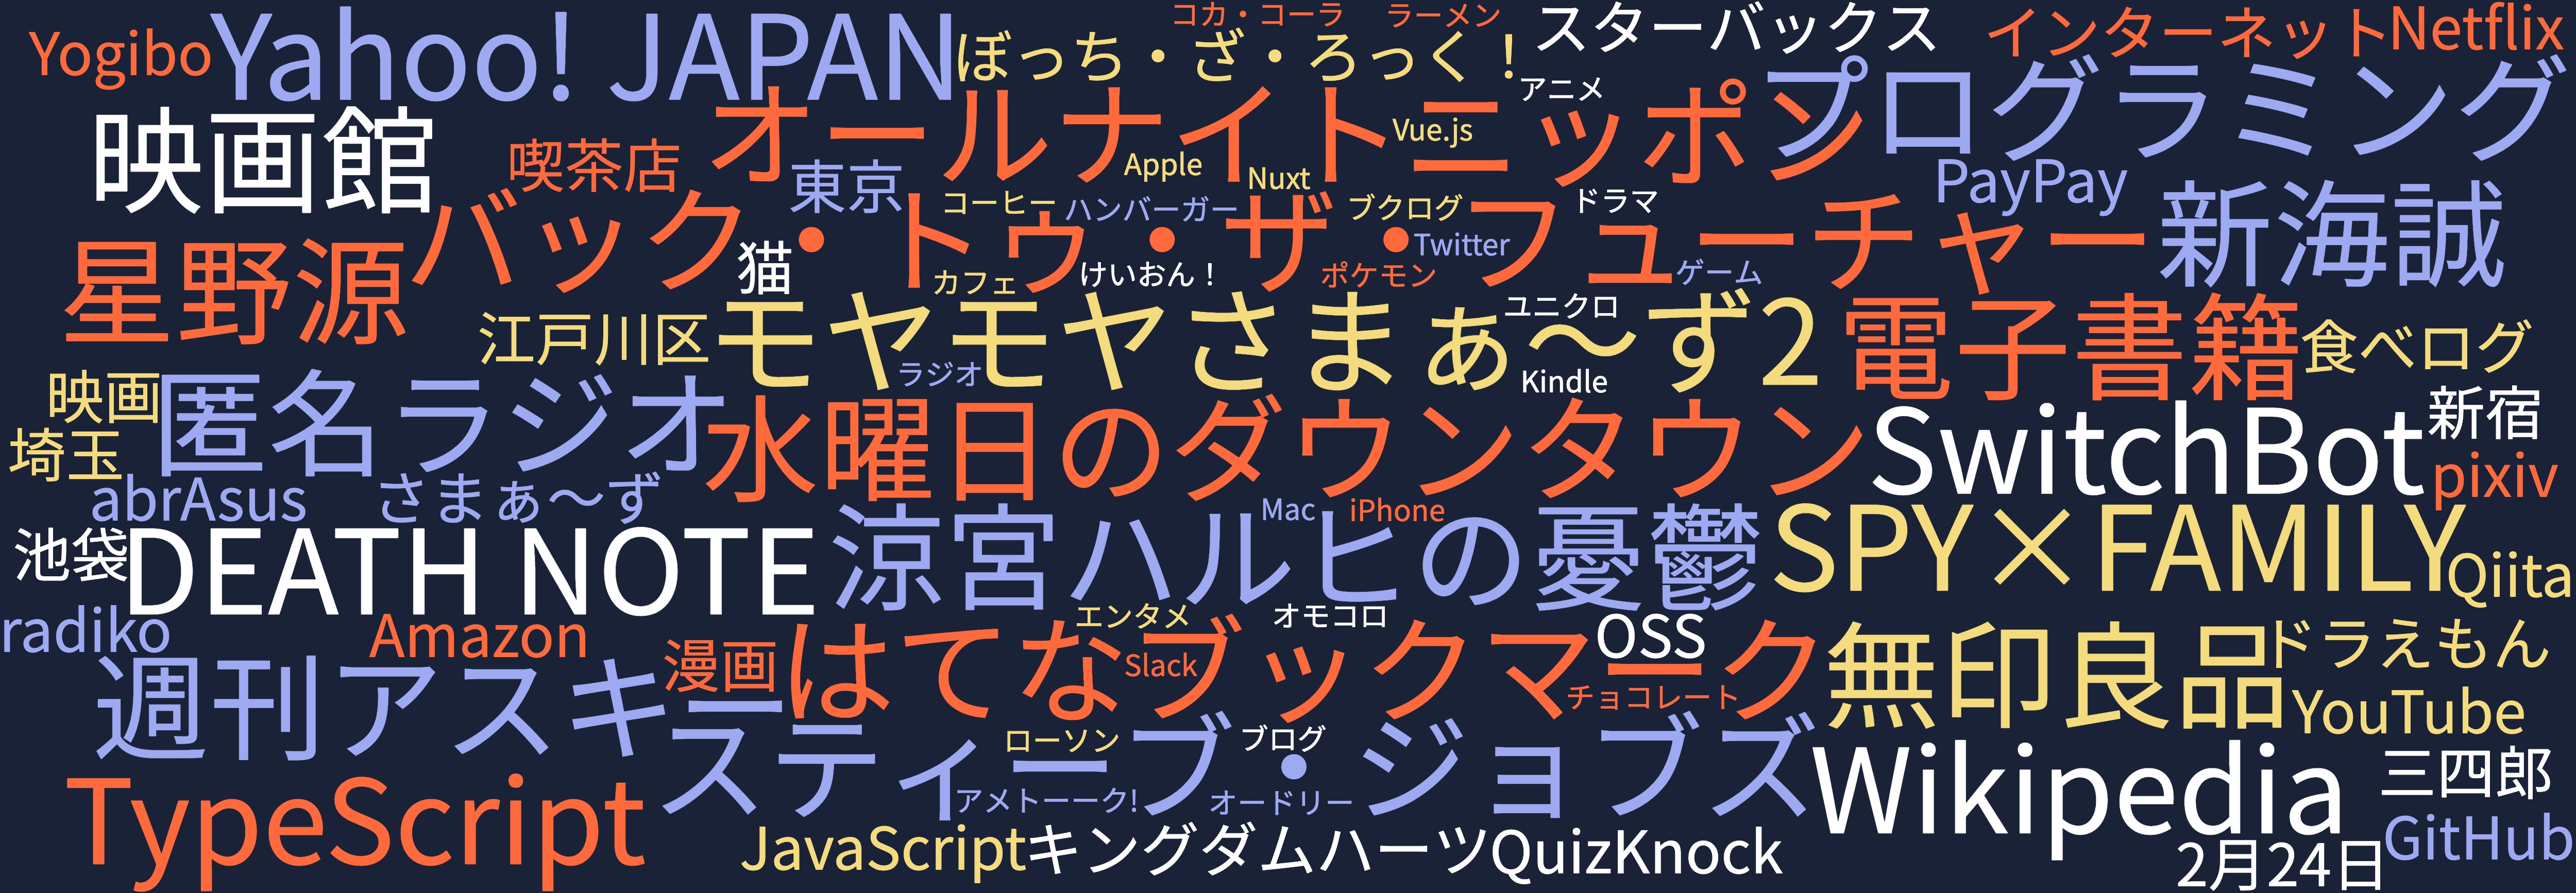 コカ・コーラ
ラーメン
Yogibo
Yahoo! JAPAN
ぼっち・ざ・ろっく！
スターバックス
インターネット
Netflix
アニメ
映画館
喫茶店
オールナイトニッポン
Vue.js
プログラミング
Apple
Nuxt
東京
コーヒー
ハンバーガー
ブクログ
ドラマ
PayPay
新海誠
星野源
バック・トゥ・ザ・フューチャー
猫
Twitter
カフェ
けいおん！
ポケモン
ゲーム
江戸川区
モヤモヤさまぁ〜ず2
ユニクロ
電子書籍
食べログ
ラジオ
Kindle
映画
匿名ラジオ
埼玉
水曜日のダウンタウン
SwitchBot
新宿
pixiv
abrAsus
さまぁ〜ず
Mac
iPhone
池袋
DEATH NOTE
涼宮ハルヒの憂鬱
SPY×FAMILY
Qiita
radiko
Amazon
エンタメ
オモコロ
OSS
漫画
はてなブックマーク
Slack
チョコレート
無印良品
ドラえもん
YouTube
週刊アスキー
スティーブ・ジョブズ
ローソン
ブログ
Wikipedia
三四郎
TypeScript
アメトーーク!
オードリー
JavaScript
キングダムハーツ
QuizKnock
GitHub
2月24日